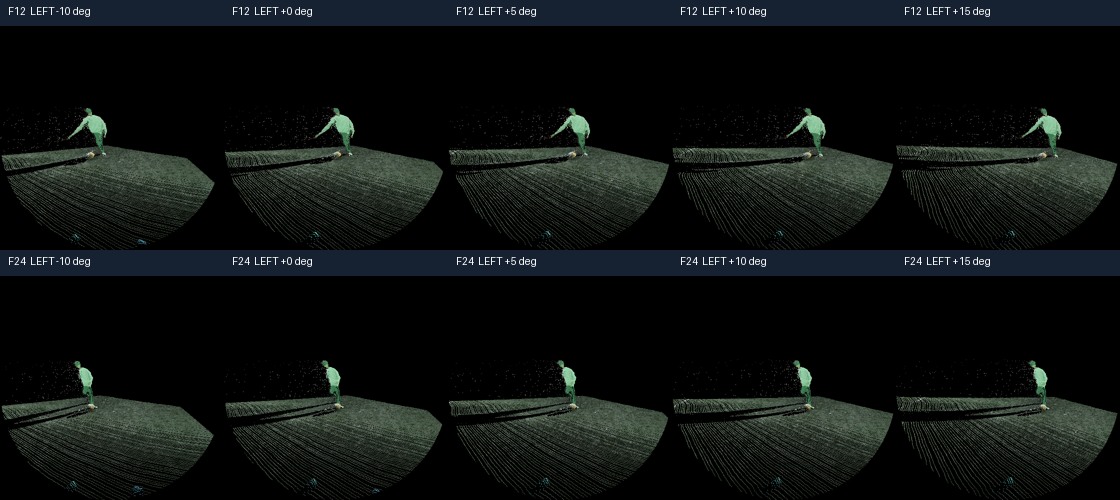 F12 LEFT -10 deg
F12 LEFT +0 deg
F12 LEFT +5 deg
F12 LEFT +10 deg
F12 LEFT +15 deg
F24 LEFT -10 deg
F24 LEFT +0 deg
F24 LEFT +5 deg
F24 LEFT +10 deg
F24 LEFT +15 deg